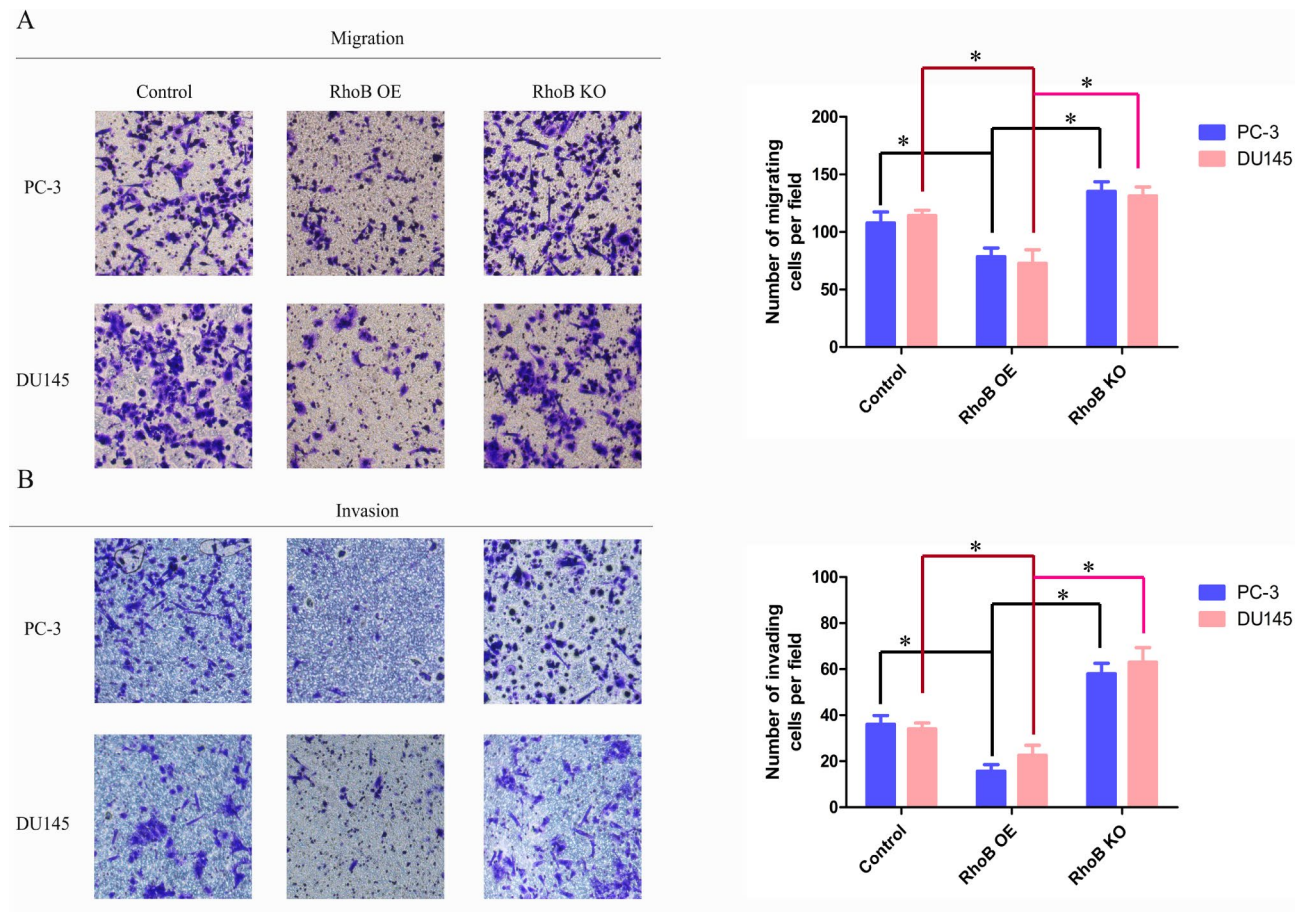 A
Migration
Control RhoB OE RhoB KO
PC-3
DU145
Number of migrating
cells per field
200
150
100
50
0
* * * *
Control RhoB OE RhoB KO
PC-3
DU145
B
Invasion
PC-3
DU145
Number of invading
cells per field
100
80
60
40
20
0
* * * *
Control RhoB OE RhoB KO
PC-3
DU145